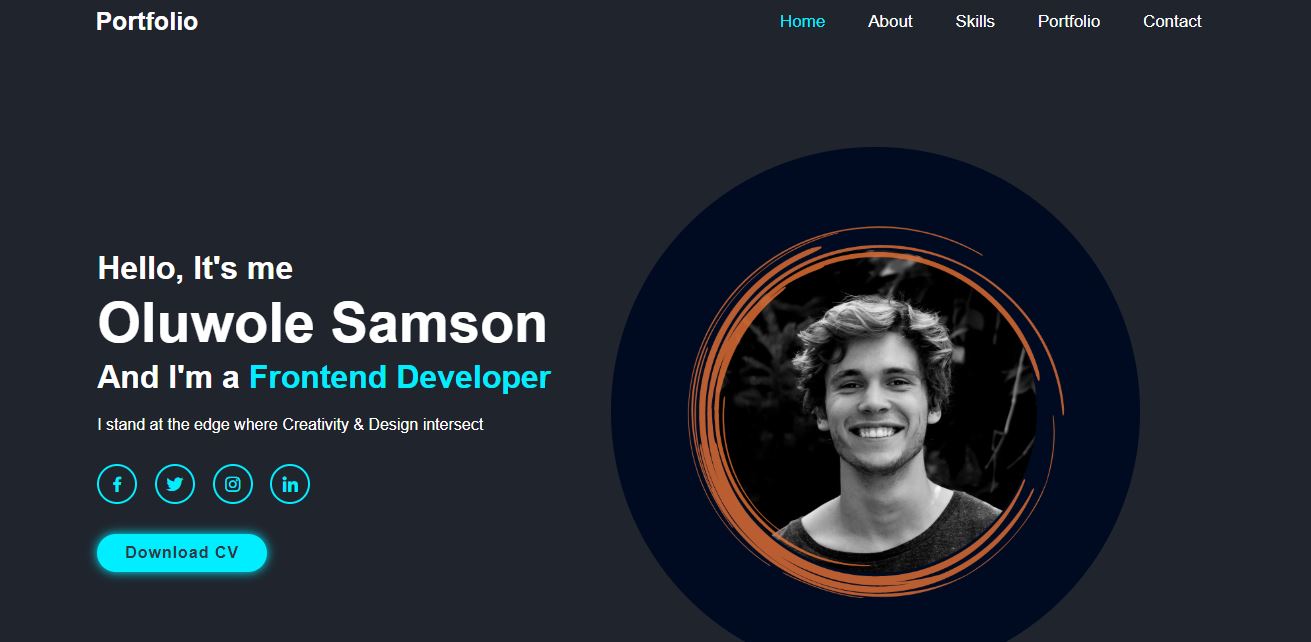 Portfolio
Home About Skills Portfolio Contact
Hello, It's me
Oluwole Samson
And I'm a Frontend Developer
I stand at the edge where Creativity & Design intersect
Download CV